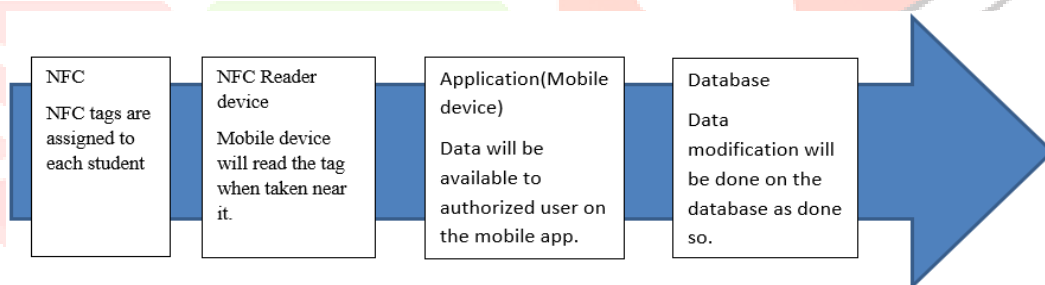 NFC
NFC tags are
assigned to
each student
NFC Reader
device
Mobile device
will read the tag
when taken near
it.
Application(Mobile
device)
Data will be
available to
authorized user on
the mobile app.
Database
Data
modification will
be done on the
database as done
so.